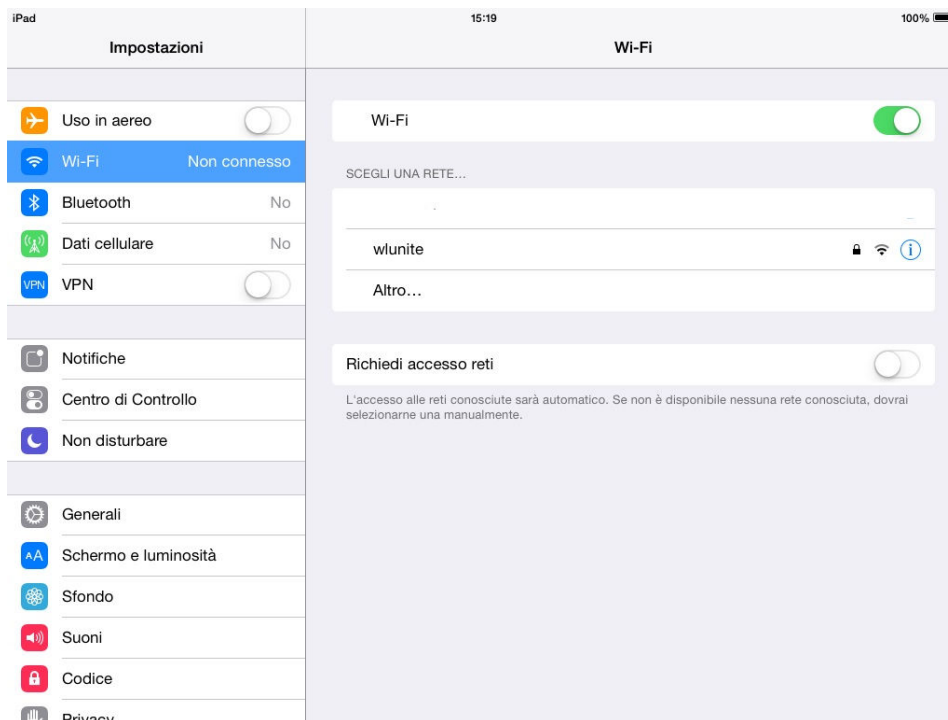 iPad 15:19 100%
Impostazioni Wi-Fi
Uso in aereo
Wi-Fi Non connesso
Bluetooth No
Dati cellulare No
VPN VPN
Notifiche
Centro di Controllo
Non disturbare
Generali
AA Schermo e luminosità
Sfondo
Suoni
Codice
Privacy
Wi-Fi
SCEGLI UNA RETE...
wlunite
Altro...
Richiedi accesso reti
L'accesso alle reti conosciute sarà automatico. Se non è disponibile nessuna rete conosciuta, dovrai
selezionarne una manualmente.